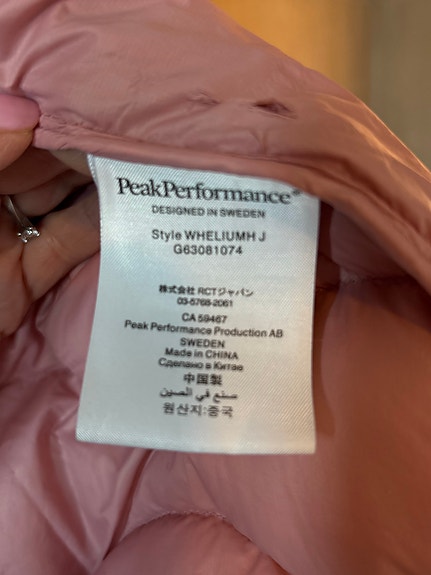 PeakPerformance®
DESIGNED IN SWEDEN
Style WHELIUMH J
G63081074
株式会社 RCTジャパン
03-5768-2061
CA 59467
Peak Performance Production AB
SWEDEN
Made in CHINA
Сделано в Китае
中国製
صنع في الصين
원산지:중국